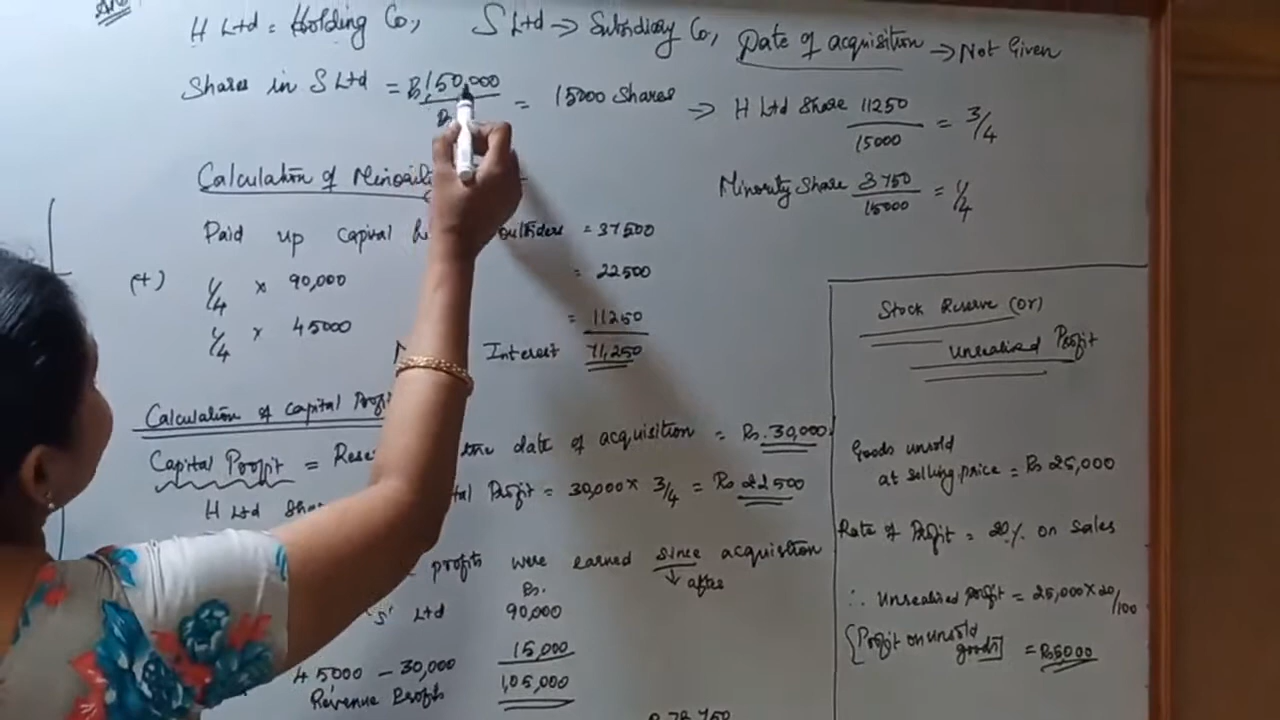 H Ltd = Holding Co, S Ltd → Subsidiary Co, Date of acquisition → Not Given
Shares in S Ltd = Rs 150,000 = 15000 Shares → H Ltd Share 11250/15000 = 3/4
Minority Share 3750/15000 = 1/4
Calculation of
Paid up capital outsiders = 37500
(+) 1/4 × 90,000 = 22500
1/4 × 45000 = 11250
Interest 71,250
Calculation of Capital
Capital Profit = the date of acquisition = Rs. 30,000
H Ltd Profit = 30,000 × 3/4 = Rs 22500
profits were earned since acquisition
↓ after
Rs.
'S' Ltd 90,000
45000 - 30,000 15,000
Revenue Profit 1,05,000
78,750
Stock Reserve (or)
Unrealised Profit
Goods unsold
at selling price = Rs 25,000
Rate of Profit = 20% on Sales
∴ Unrealised profit = 25,000 × 20/100
[Profit on unsold
goods] = Rs 5000